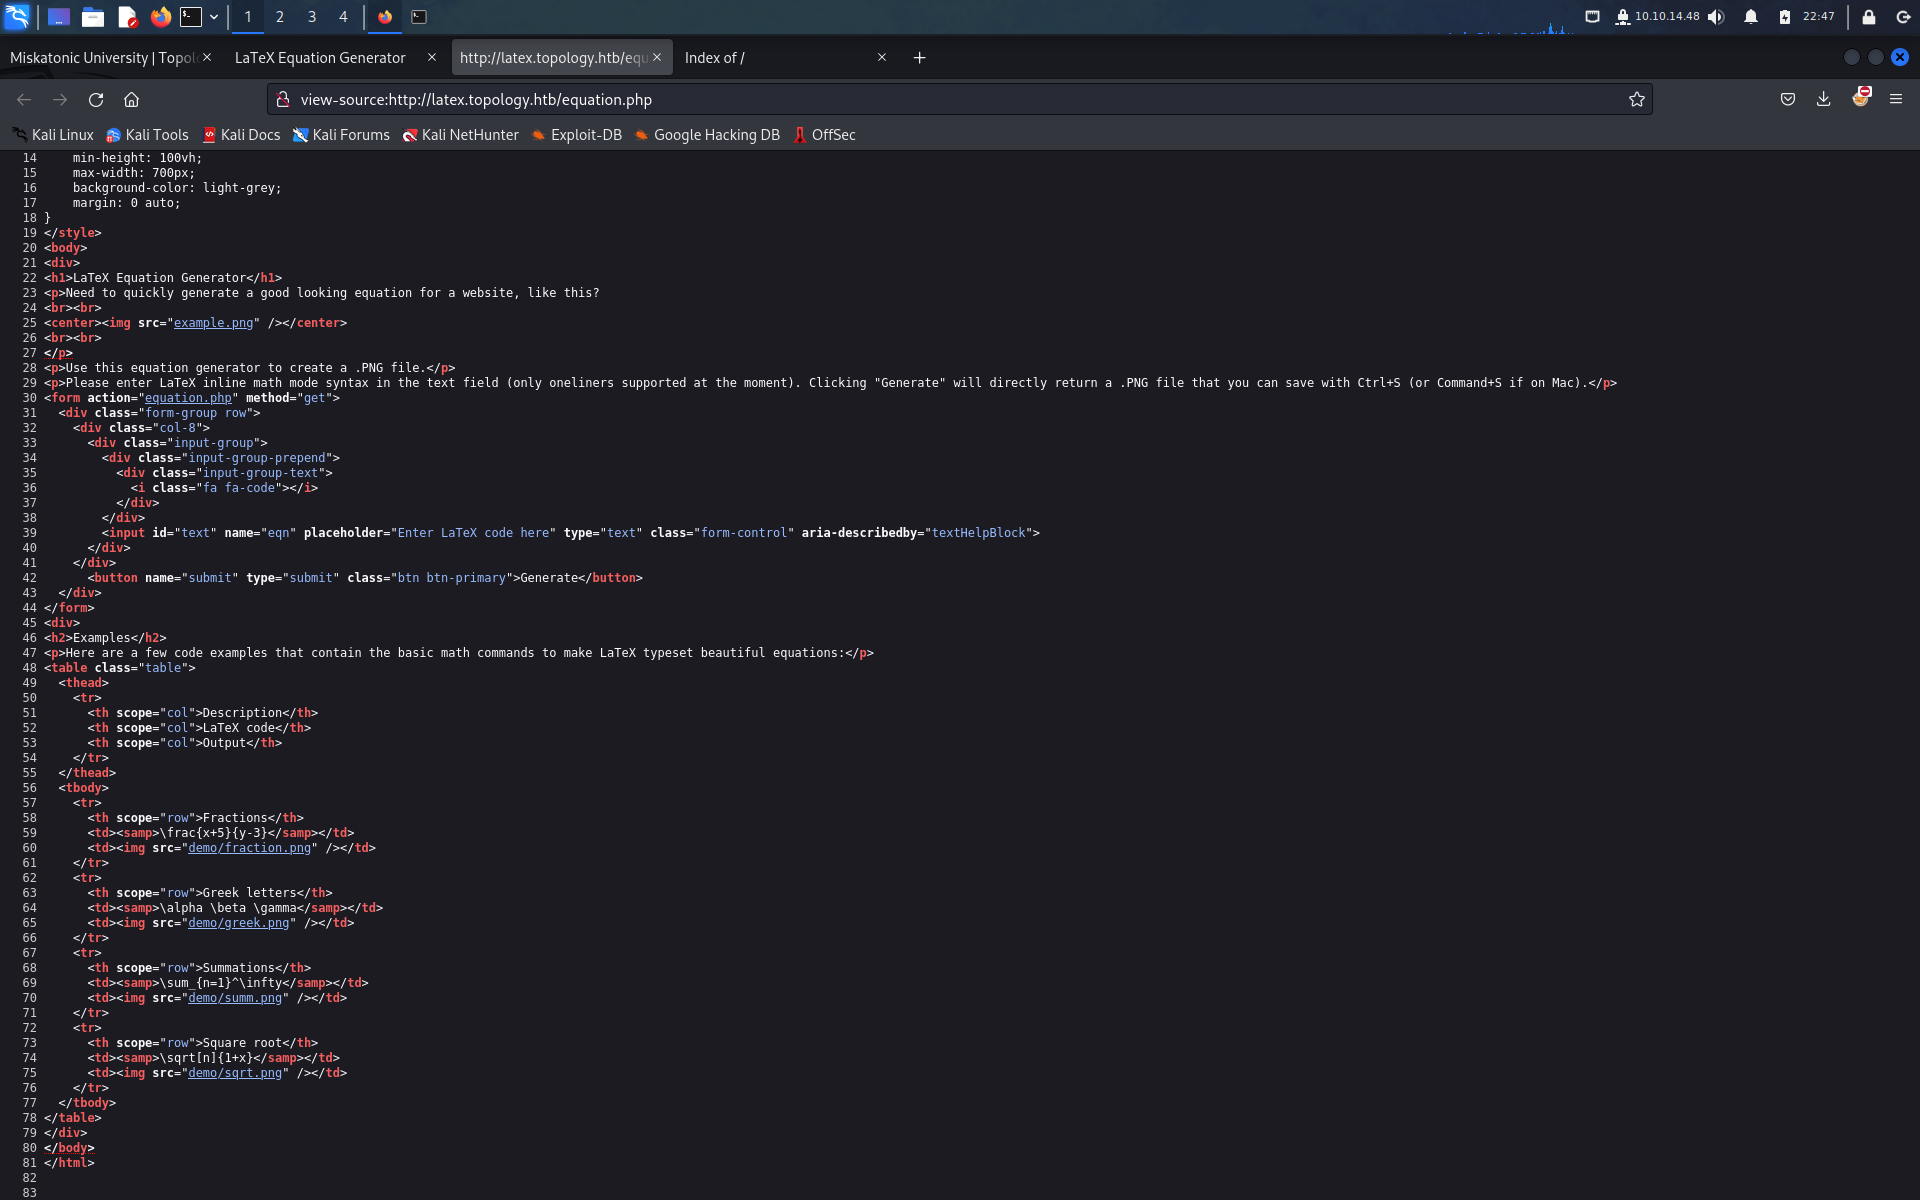 1 2 3 4 10.10.14.48 22:47
Miskatonic University | Topol LaTeX Equation Generator http://latex.topology.htb/equ Index of /
view-source:http://latex.topology.htb/equation.php
Kali Linux Kali Tools Kali Docs Kali Forums Kali NetHunter Exploit-DB Google Hacking DB OffSec
14     min-height: 100vh;
15     max-width: 700px;
16     background-color: light-grey;
17     margin: 0 auto;
18 }
19 </style>
20 <body>
21 <div>
22 <h1>LaTeX Equation Generator</h1>
23 <p>Need to quickly generate a good looking equation for a website, like this?
24 <br><br>
25 <center><img src="example.png" /></center>
26 <br><br>
27 </p>
28 <p>Use this equation generator to create a .PNG file.</p>
29 <p>Please enter LaTeX inline math mode syntax in the text field (only oneliners supported at the moment). Clicking "Generate" will directly return a .PNG file that you can save with Ctrl+S (or Command+S if on Mac).</p>
30 <form action="equation.php" method="get">
31   <div class="form-group row">
32     <div class="col-8">
33       <div class="input-group">
34         <div class="input-group-prepend">
35           <div class="input-group-text">
36             <i class="fa fa-code"></i>
37           </div>
38         </div>
39         <input id="text" name="eqn" placeholder="Enter LaTeX code here" type="text" class="form-control" aria-describedby="textHelpBlock">
40       </div>
41     </div>
42       <button name="submit" type="submit" class="btn btn-primary">Generate</button>
43   </div>
44 </form>
45 <div>
46 <h2>Examples</h2>
47 <p>Here are a few code examples that contain the basic math commands to make LaTeX typeset beautiful equations:</p>
48 <table class="table">
49   <thead>
50     <tr>
51       <th scope="col">Description</th>
52       <th scope="col">LaTeX code</th>
53       <th scope="col">Output</th>
54     </tr>
55   </thead>
56   <tbody>
57     <tr>
58       <th scope="row">Fractions</th>
59       <td><samp>\frac{x+5}{y-3}</samp></td>
60       <td><img src="demo/fraction.png" /></td>
61     </tr>
62     <tr>
63       <th scope="row">Greek letters</th>
64       <td><samp>\alpha \beta \gamma</samp></td>
65       <td><img src="demo/greek.png" /></td>
66     </tr>
67     <tr>
68       <th scope="row">Summations</th>
69       <td><samp>\sum_{n=1}^\infty</samp></td>
70       <td><img src="demo/summ.png" /></td>
71     </tr>
72     <tr>
73       <th scope="row">Square root</th>
74       <td><samp>\sqrt[n]{1+x}</samp></td>
75       <td><img src="demo/sqrt.png" /></td>
76     </tr>
77   </tbody>
78 </table>
79 </div>
80 </body>
81 </html>
82
83